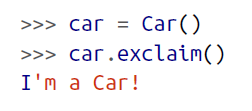 >>> car = Car()
>>> car.exclaim()
I'm a Car!